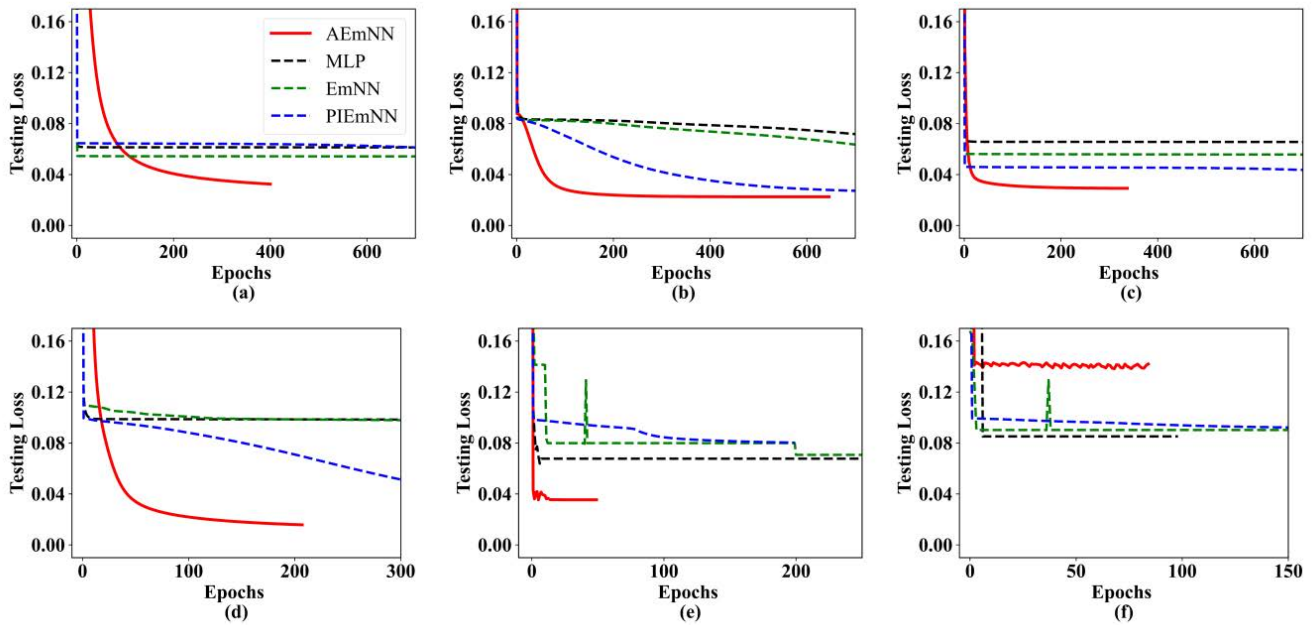 0.16
0.12
0.08
0.04
0.00
Testing Loss
AEmNN
MLP
EmNN
PIEmNN
0 200 400 600
Epochs
(a)
0.16
0.12
0.08
0.04
0.00
Testing Loss
0 200 400 600
Epochs
(b)
0.16
0.12
0.08
0.04
0.00
Testing Loss
0 200 400 600
Epochs
(c)
0.16
0.12
0.08
0.04
0.00
Testing Loss
0 100 200 300
Epochs
(d)
0.16
0.12
0.08
0.04
0.00
Testing Loss
0 100 200
Epochs
(e)
0.16
0.12
0.08
0.04
0.00
Testing Loss
0 50 100 150
Epochs
(f)